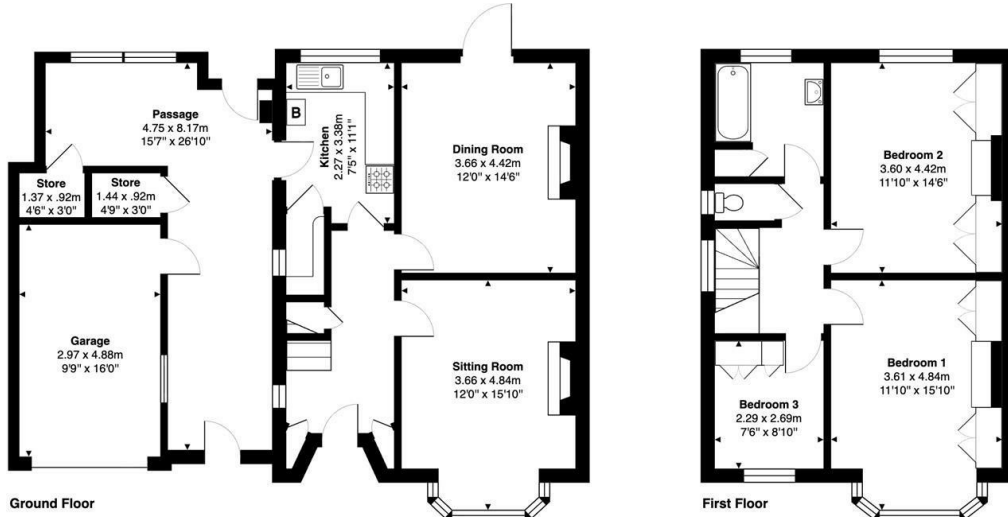 Passage
4.75 x 8.17m
15'7" x 26'10"
B
Kitchen
2.27 x 3.38m
7'5" x 11'1"
Dining Room
3.66 x 4.42m
12'0" x 14'6"
Store
1.37 x .92m
4'6" x 3'0"
Store
1.44 x .92m
4'9" x 3'0"
Garage
2.97 x 4.88m
9'9" x 16'0"
Sitting Room
3.66 x 4.84m
12'0" x 15'10"
Ground Floor
Bedroom 2
3.60 x 4.42m
11'10" x 14'6"
Bedroom 1
3.61 x 4.84m
11'10" x 15'10"
Bedroom 3
2.29 x 2.69m
7'6" x 8'10"
First Floor